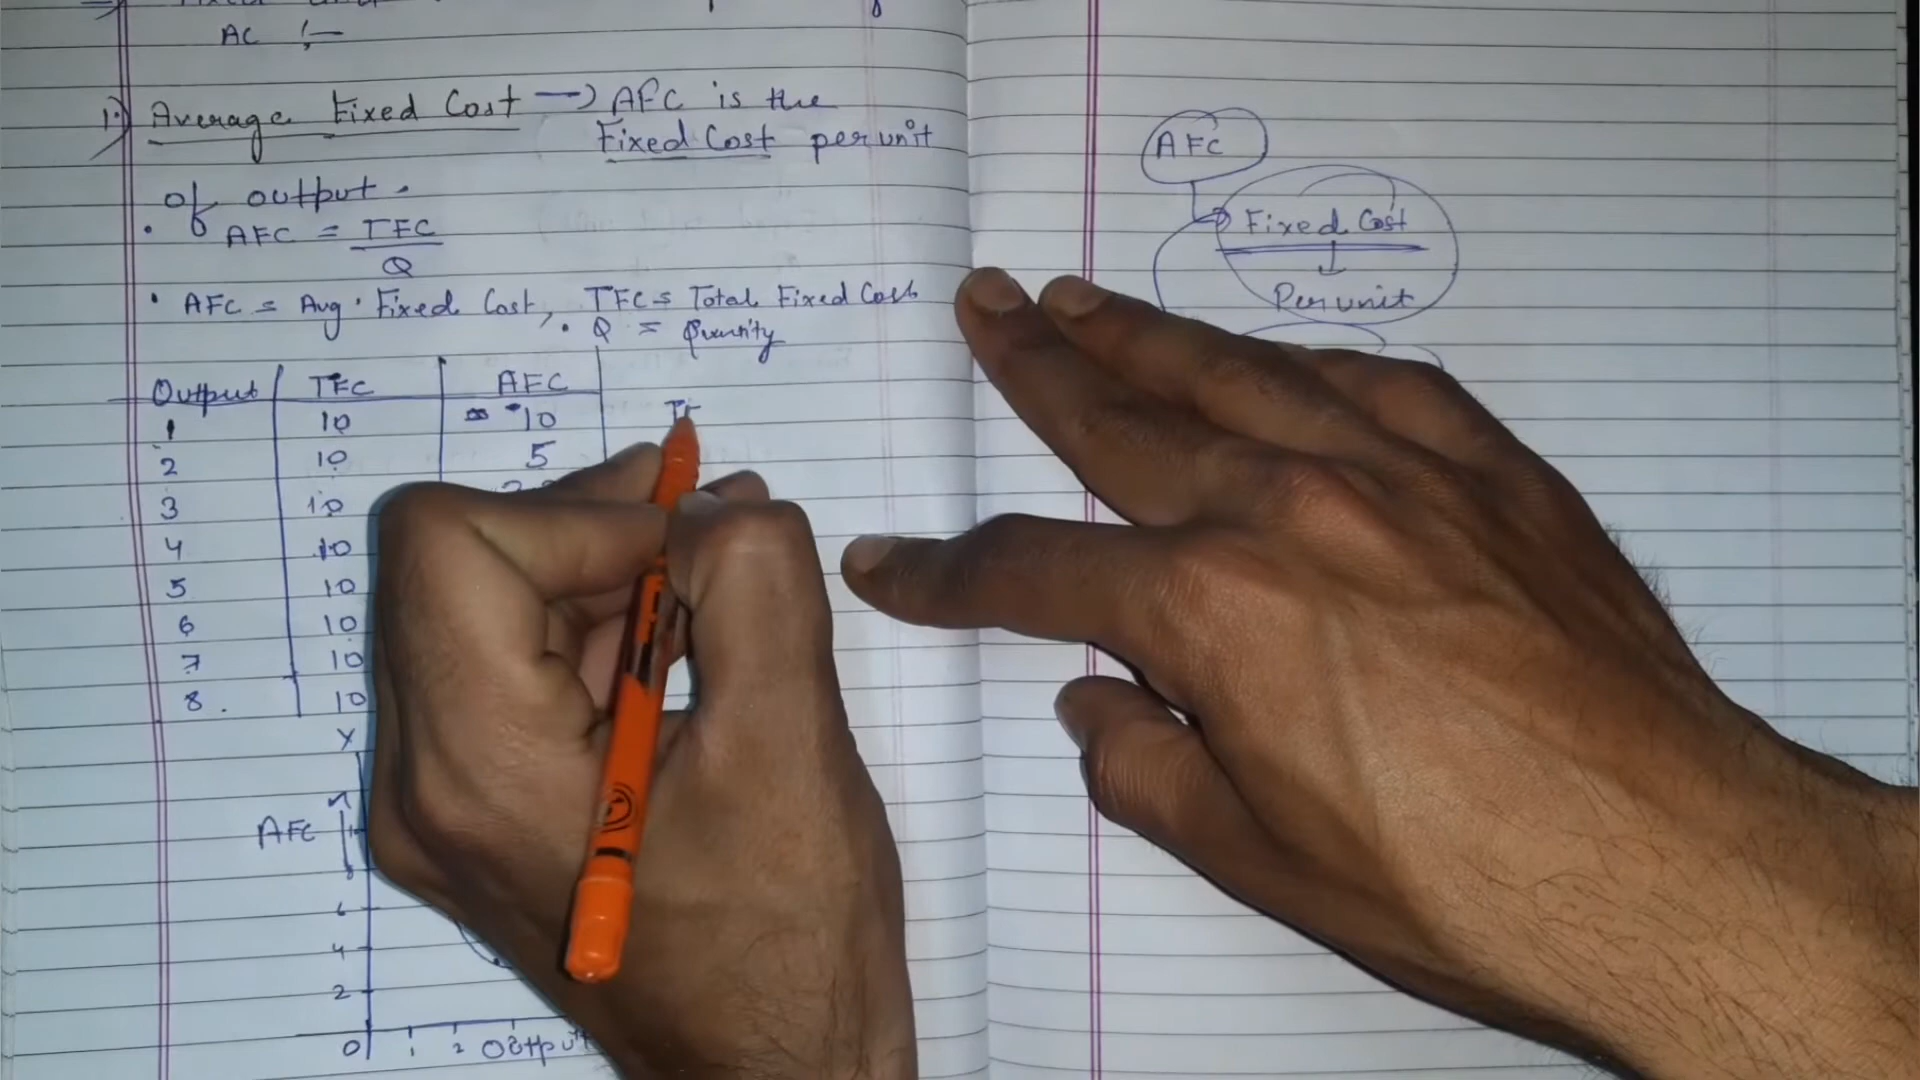 AC :-
1.) Average Fixed Cost → AFC is the
Fixed Cost per unit
of output.
• AFC = TFC
Q
• AFC = Avg. Fixed Cost, TFC = Total Fixed Cost
• Q = Quantity
Output TFC AFC
1 10 ∞ 10
2 10 5
3 10
4 10
5 10
6 10
7 10
8. 10
Y
AFC
8
6
4
2
0 1 2 Output
AFC
Fixed Cost
Per unit